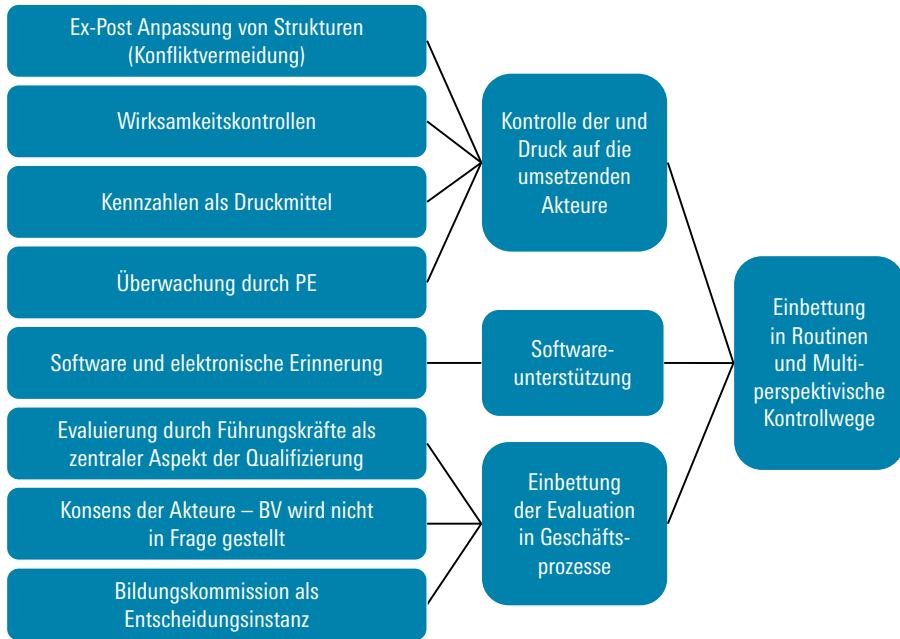 Ex-Post Anpassung von Strukturen
(Konfliktvermeidung)
Wirksamkeitskontrollen
Kennzahlen als Druckmittel
Überwachung durch PE
Software und elektronische Erinnerung
Evaluierung durch Führungskräfte als
zentraler Aspekt der Qualifizierung
Konsens der Akteure – BV wird nicht
in Frage gestellt
Bildungskommission als
Entscheidungsinstanz
Kontrolle der und
Druck auf die
umsetzenden
Akteure
Software-
unterstützung
Einbettung
der Evaluation
in Geschäfts-
prozesse
Einbettung
in Routinen
und Multi-
perspektivische
Kontrollwege